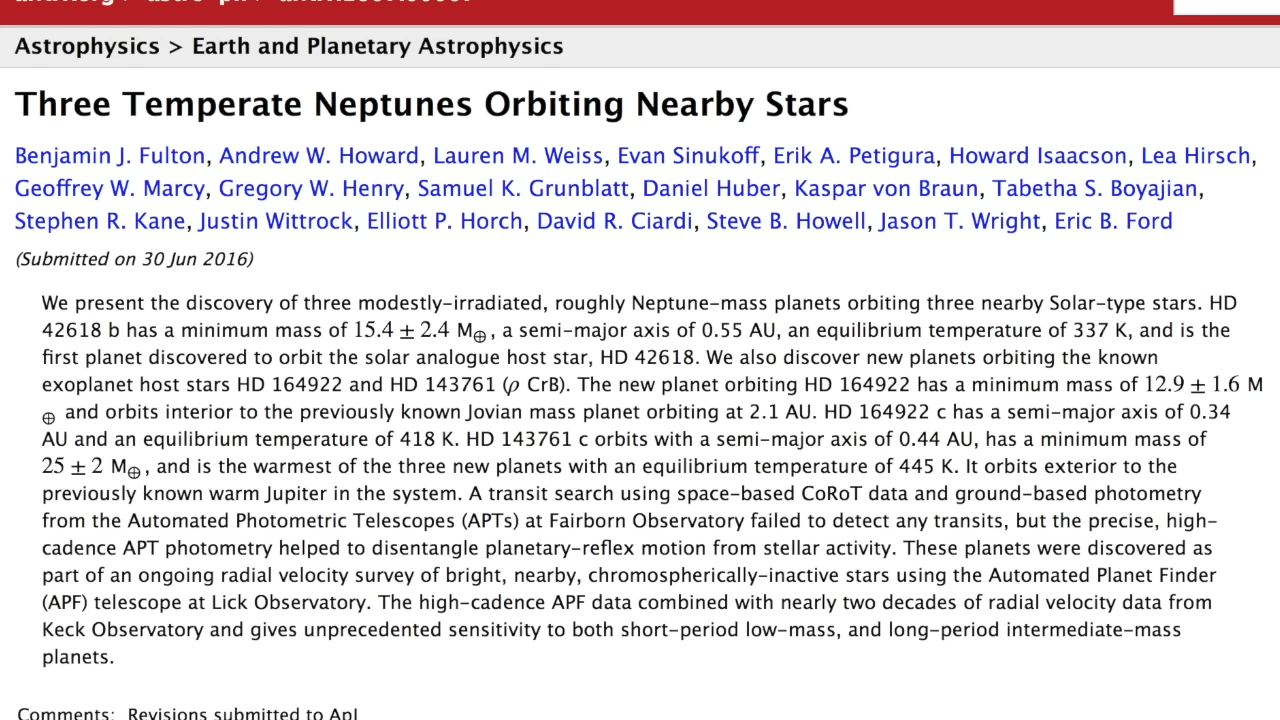 Astrophysics > Earth and Planetary Astrophysics
Three Temperate Neptunes Orbiting Nearby Stars
Benjamin J. Fulton, Andrew W. Howard, Lauren M. Weiss, Evan Sinukoff, Erik A. Petigura, Howard Isaacson, Lea Hirsch,
Geoffrey W. Marcy, Gregory W. Henry, Samuel K. Grunblatt, Daniel Huber, Kaspar von Braun, Tabetha S. Boyajian,
Stephen R. Kane, Justin Wittrock, Elliott P. Horch, David R. Ciardi, Steve B. Howell, Jason T. Wright, Eric B. Ford
(Submitted on 30 Jun 2016)
We present the discovery of three modestly-irradiated, roughly Neptune-mass planets orbiting three nearby Solar-type stars. HD
42618 b has a minimum mass of 15.4 ± 2.4 M⊕, a semi-major axis of 0.55 AU, an equilibrium temperature of 337 K, and is the
first planet discovered to orbit the solar analogue host star, HD 42618. We also discover new planets orbiting the known
exoplanet host stars HD 164922 and HD 143761 (ρ CrB). The new planet orbiting HD 164922 has a minimum mass of 12.9 ± 1.6 M
⊕ and orbits interior to the previously known Jovian mass planet orbiting at 2.1 AU. HD 164922 c has a semi-major axis of 0.34
AU and an equilibrium temperature of 418 K. HD 143761 c orbits with a semi-major axis of 0.44 AU, has a minimum mass of
25 ± 2 M⊕, and is the warmest of the three new planets with an equilibrium temperature of 445 K. It orbits exterior to the
previously known warm Jupiter in the system. A transit search using space-based CoRoT data and ground-based photometry
from the Automated Photometric Telescopes (APTs) at Fairborn Observatory failed to detect any transits, but the precise, high-
cadence APT photometry helped to disentangle planetary-reflex motion from stellar activity. These planets were discovered as
part of an ongoing radial velocity survey of bright, nearby, chromospherically-inactive stars using the Automated Planet Finder
(APF) telescope at Lick Observatory. The high-cadence APF data combined with nearly two decades of radial velocity data from
Keck Observatory and gives unprecedented sensitivity to both short-period low-mass, and long-period intermediate-mass
planets.
Comments: Revisions submitted to ApJ